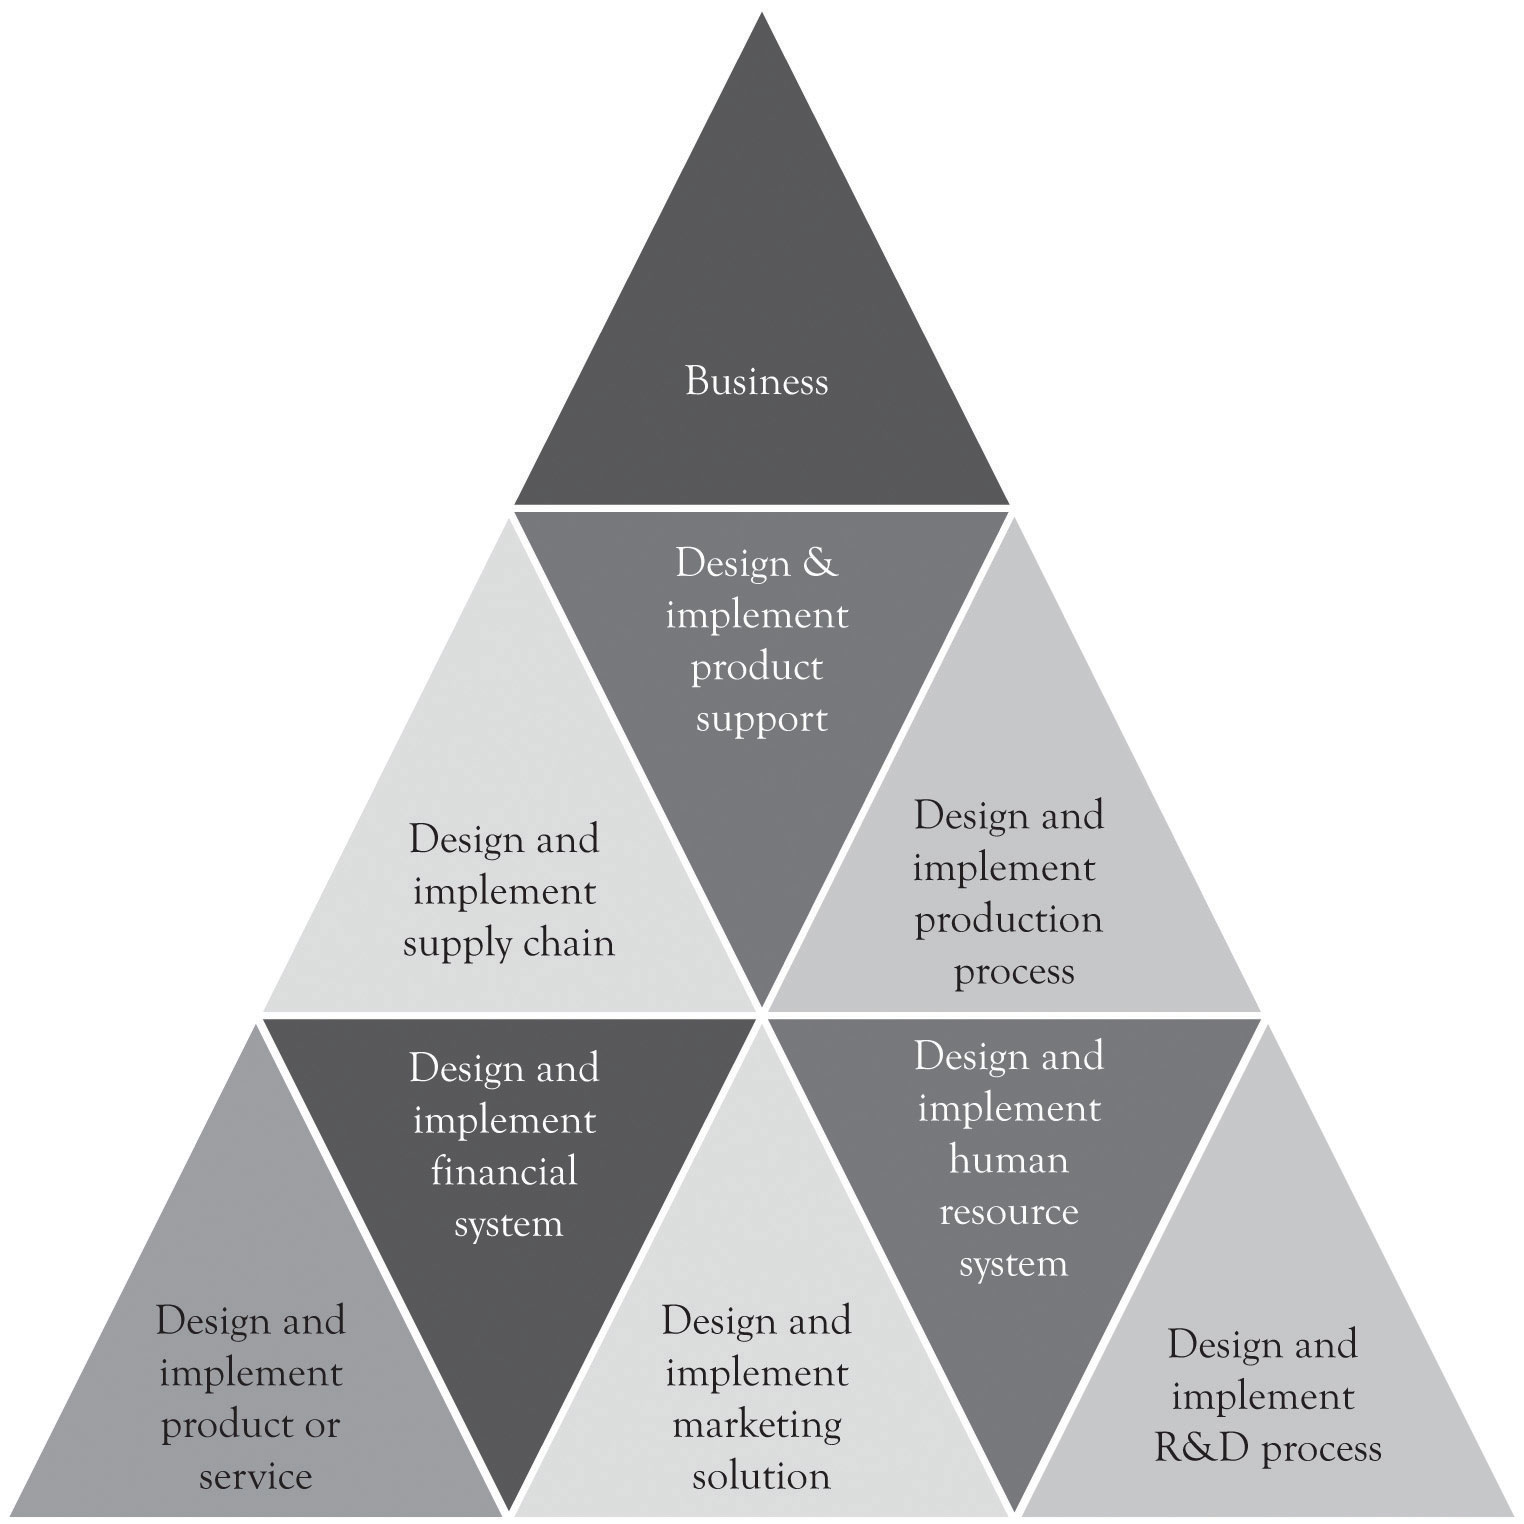 Business
Design &
implement
product
support
Design and
implement
supply chain
Design and
implement
production
process
Design and
implement
product or
service
Design and
implement
financial
system
Design and
implement
marketing
solution
Design and
implement
human
resource
system
Design and
implement
R&D process